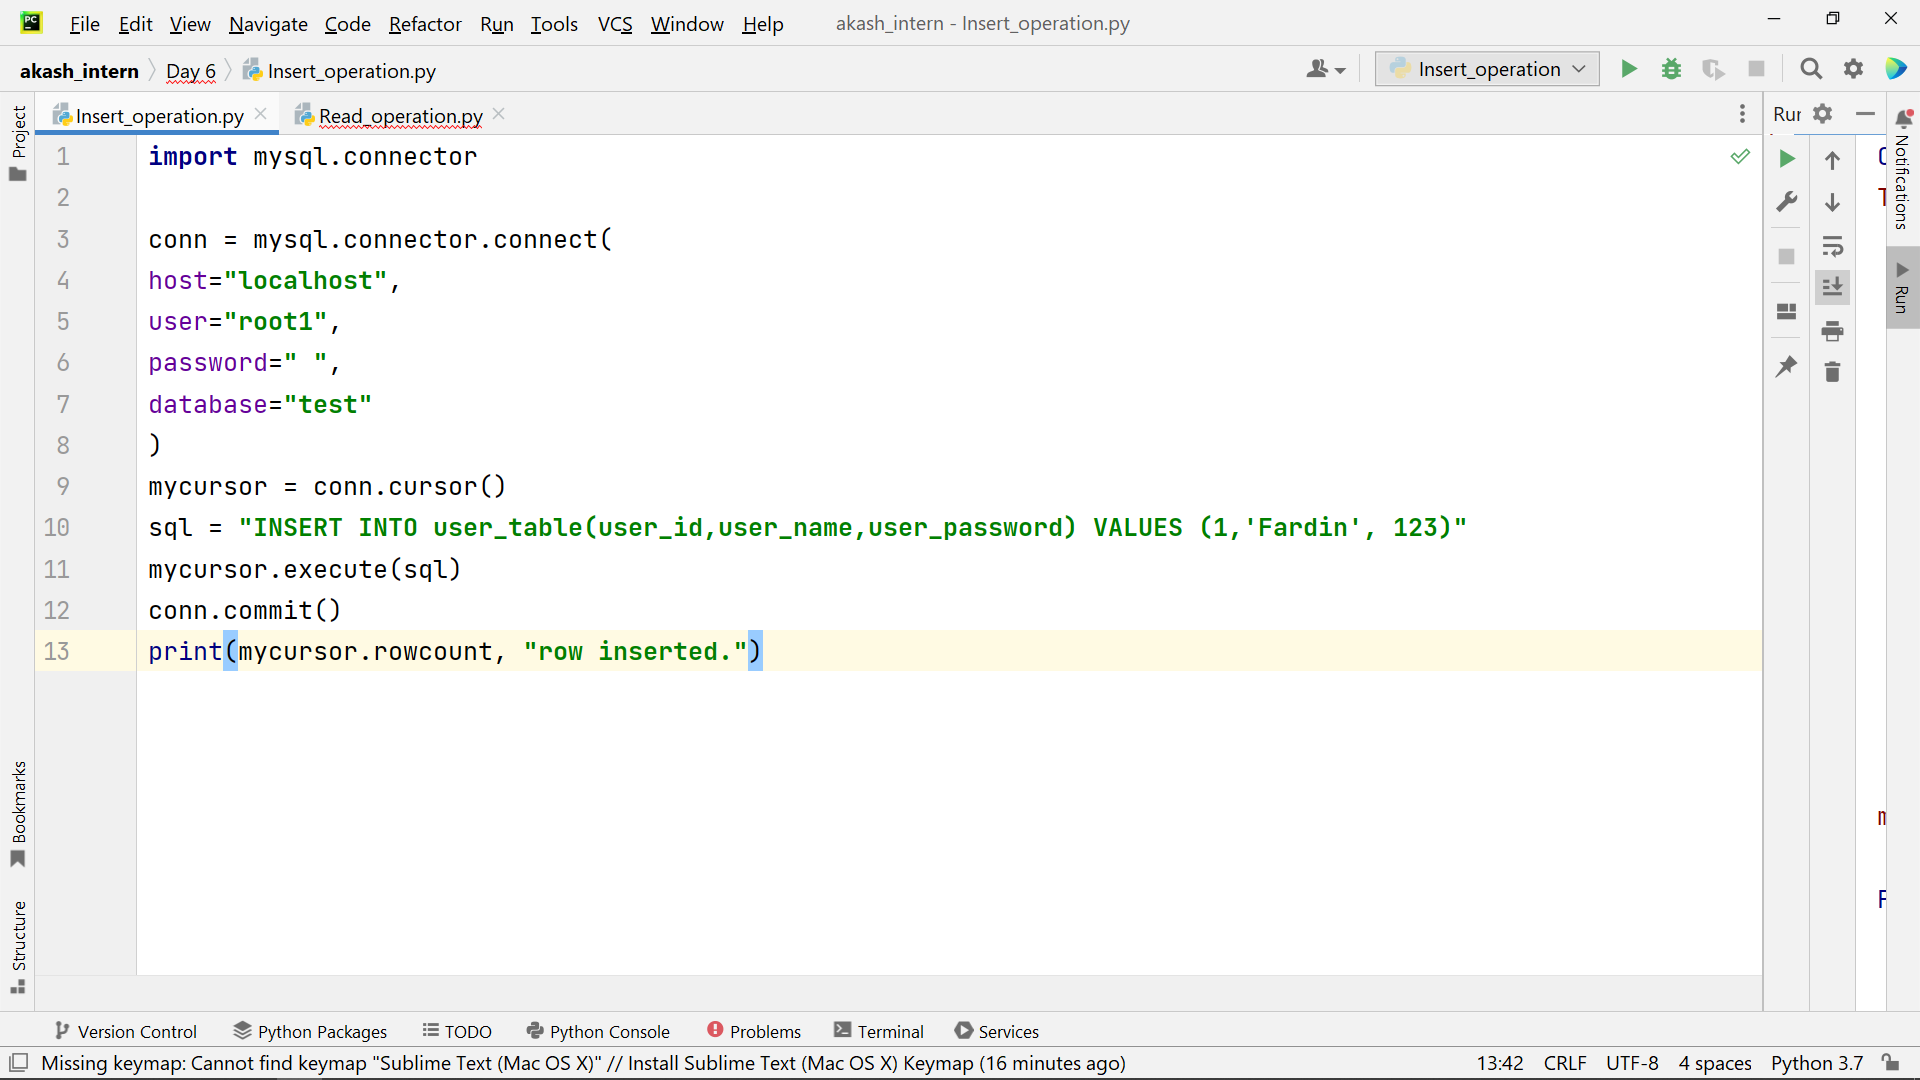 PC
File Edit View Navigate Code Refactor Run Tools VCS Window Help akash_intern - Insert_operation.py
akash_intern Day 6 Insert_operation.py Insert_operation
Insert_operation.py Read_operation.py Run
Project
Bookmarks
Structure
Notifications
Run
1 import mysql.connector
2
3 conn = mysql.connector.connect(
4 host="localhost",
5 user="root1",
6 password=" ",
7 database="test"
8 )
9 mycursor = conn.cursor()
10 sql = "INSERT INTO user_table(user_id,user_name,user_password) VALUES (1,'Fardin', 123)"
11 mycursor.execute(sql)
12 conn.commit()
13 print(mycursor.rowcount, "row inserted.")
Version Control Python Packages TODO Python Console Problems Terminal Services
Missing keymap: Cannot find keymap "Sublime Text (Mac OS X)" // Install Sublime Text (Mac OS X) Keymap (16 minutes ago) 13:42 CRLF UTF-8 4 spaces Python 3.7